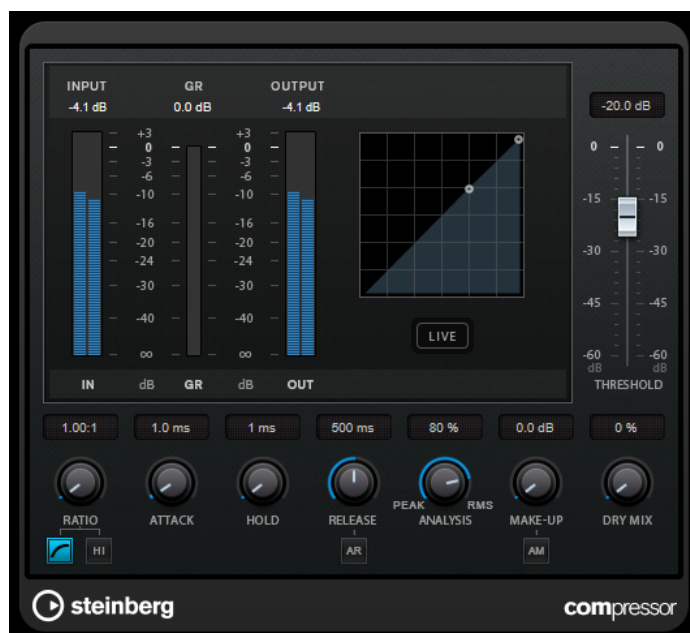 INPUT GR OUTPUT
-4.1 dB 0.0 dB -4.1 dB
-20.0 dB
+3 +3
0 0
-3 -3
-6 -6
-10 -10
-16 -16
-20 -20
-24 -24
-30 -30
-40 -40
∞ ∞
IN dB GR dB OUT
LIVE
0 0
-15 -15
-30 -30
-45 -45
-60 -60
dB dB
THRESHOLD
1.00:1 1.0 ms 1 ms 500 ms 80 % 0.0 dB 0 %
PEAK RMS
RATIO ATTACK HOLD RELEASE ANALYSIS MAKE-UP DRY MIX
HI AR AM
steinberg compressor